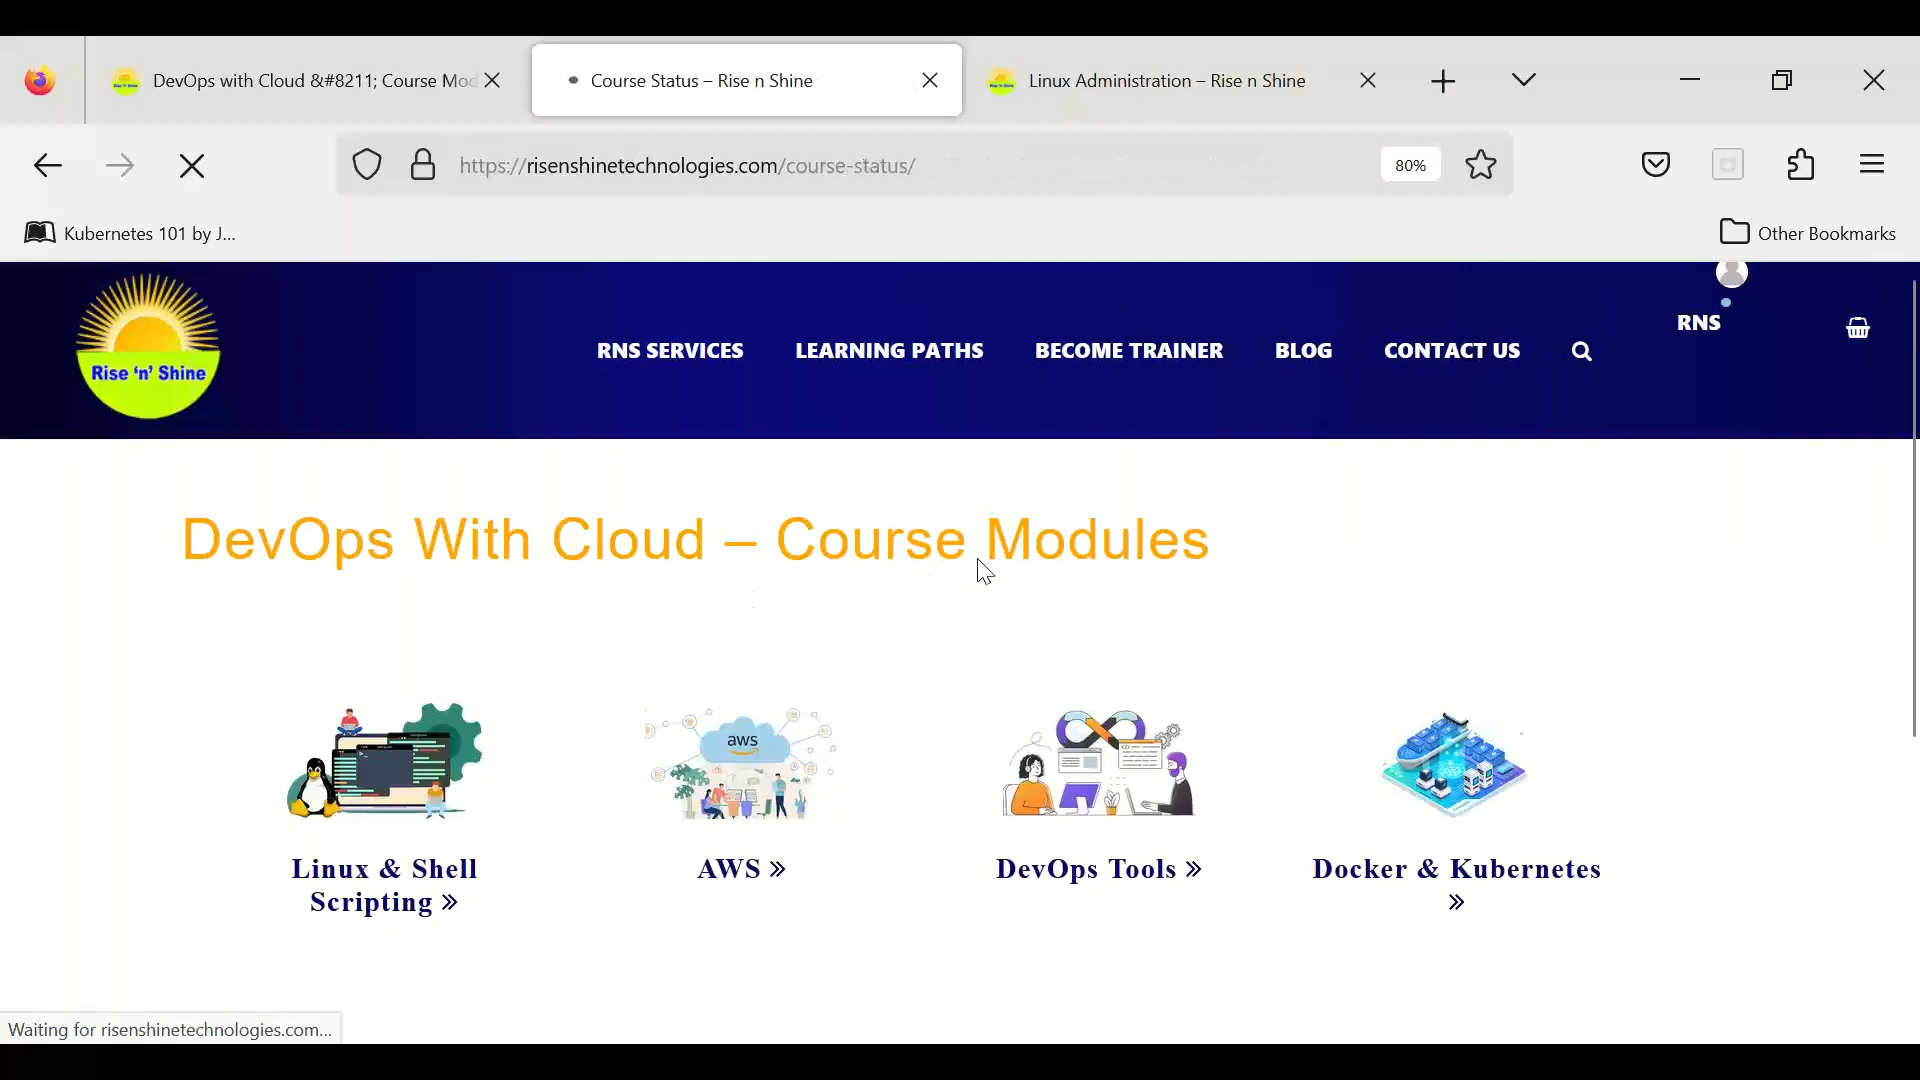 DevOps with Cloud &#8211; Course Mod
Course Status – Rise n Shine
Linux Administration – Rise n Shine
https://risenshinetechnologies.com/course-status/
80%
Kubernetes 101 by J...
Other Bookmarks
Rise 'n' Shine
RNS SERVICES
LEARNING PATHS
BECOME TRAINER
BLOG
CONTACT US
RNS
DevOps With Cloud – Course Modules
aws
Linux & Shell
Scripting »
AWS »
DevOps Tools »
Docker & Kubernetes
»
Waiting for risenshinetechnologies.com...